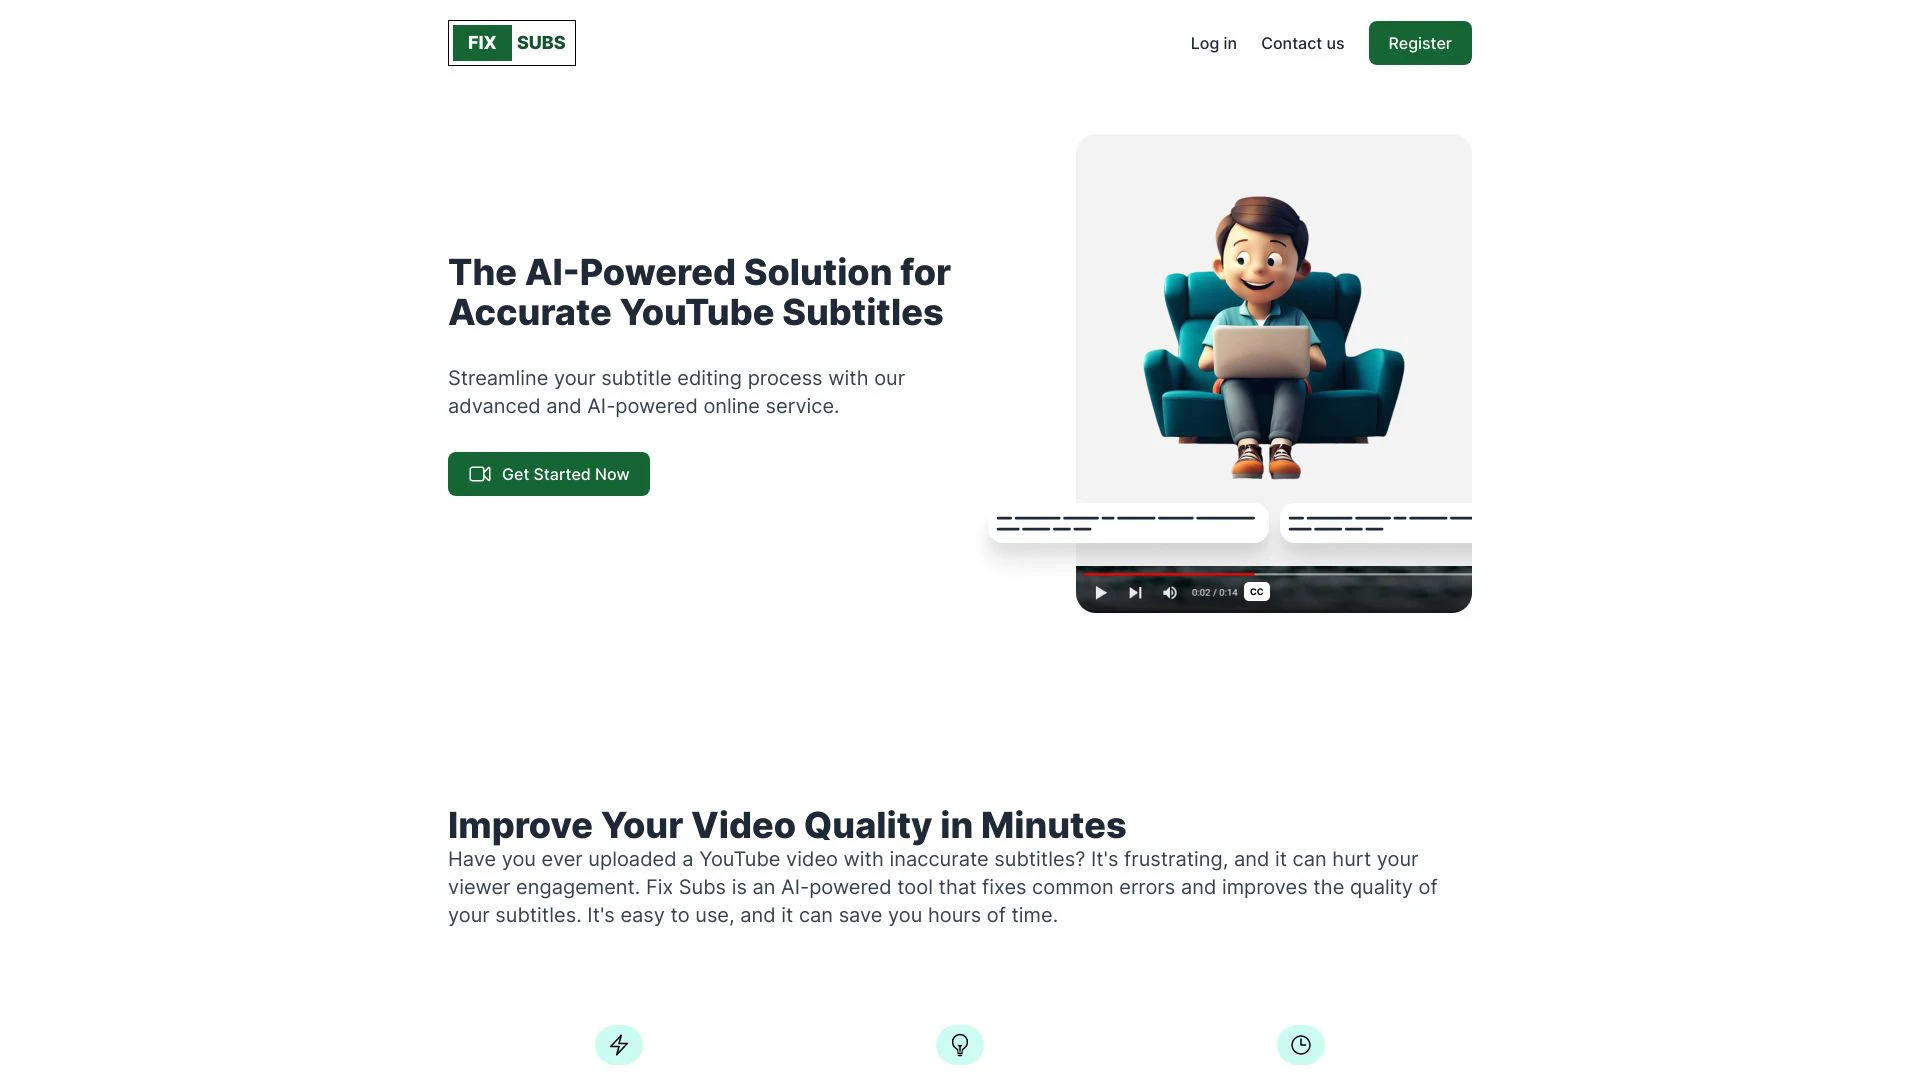 FIX SUBS
Log in
Contact us
Register
The AI-Powered Solution for
Accurate YouTube Subtitles
Streamline your subtitle editing process with our
advanced and AI-powered online service.
Get Started Now
0:02 / 0:14
CC
Improve Your Video Quality in Minutes
Have you ever uploaded a YouTube video with inaccurate subtitles? It's frustrating, and it can hurt your
viewer engagement. Fix Subs is an AI-powered tool that fixes common errors and improves the quality of
your subtitles. It's easy to use, and it can save you hours of time.